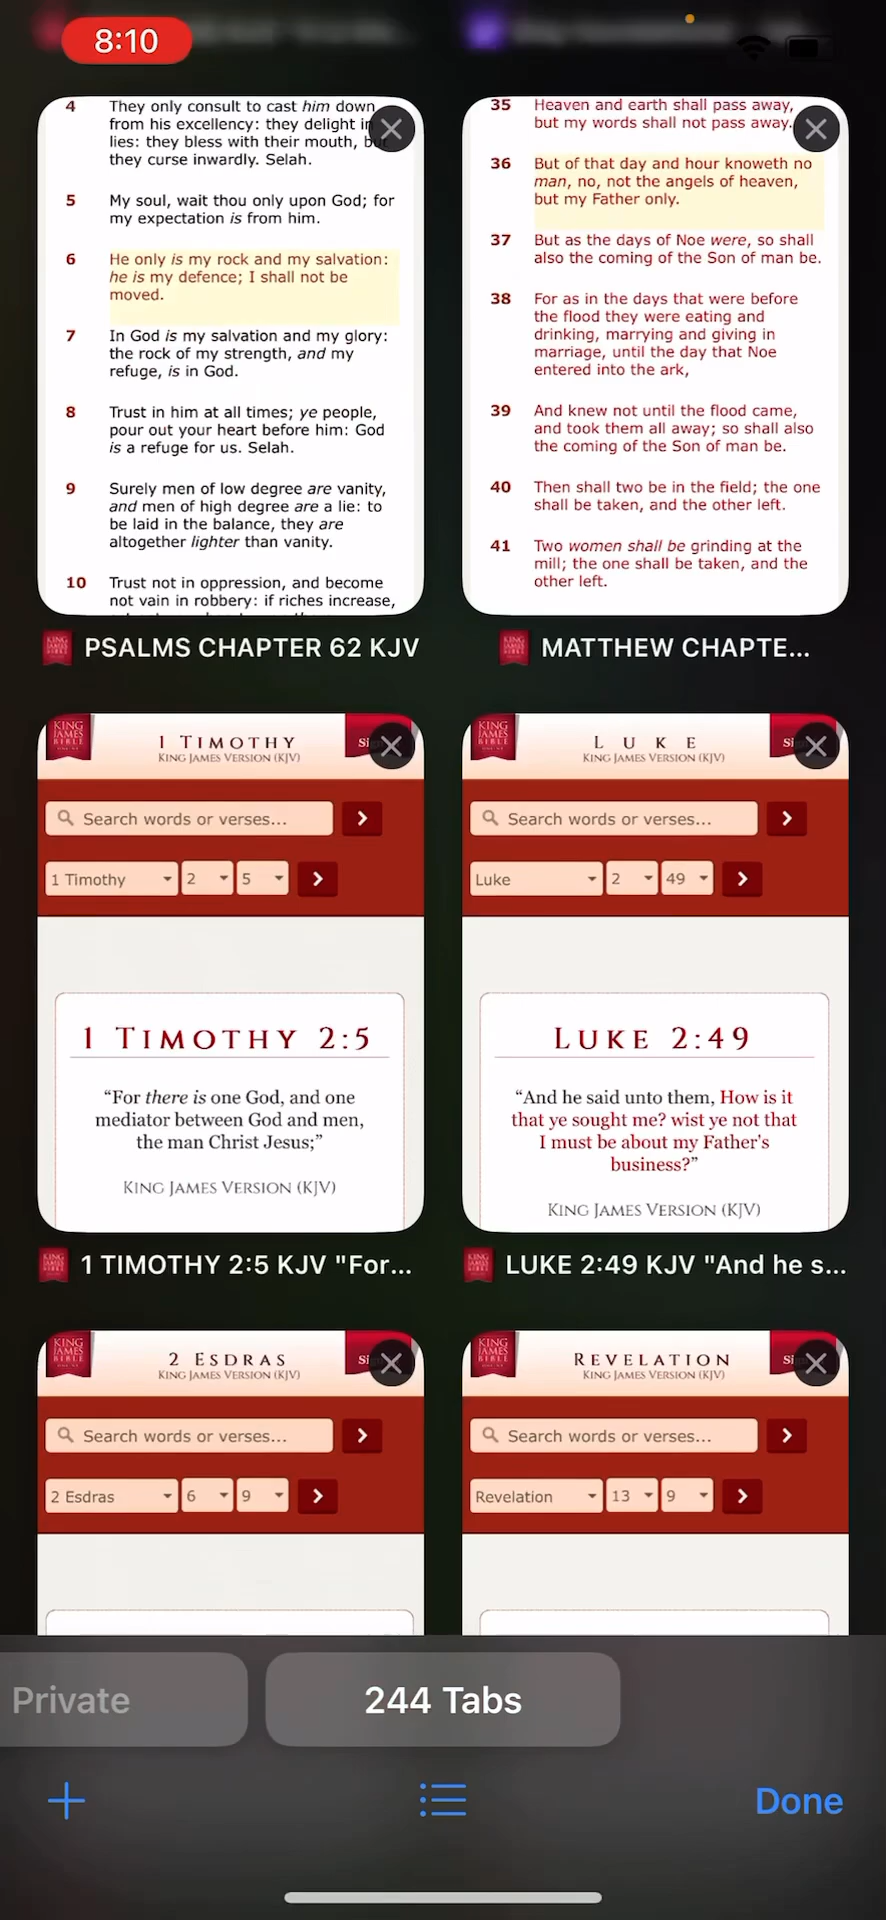 8:10
4 They only consult to cast him down
from his excellency: they delight in
lies: they bless with their mouth, but
they curse inwardly. Selah.
5 My soul, wait thou only upon God; for
my expectation is from him.
6 He only is my rock and my salvation:
he is my defence; I shall not be
moved.
7 In God is my salvation and my glory:
the rock of my strength, and my
refuge, is in God.
8 Trust in him at all times; ye people,
pour out your heart before him: God
is a refuge for us. Selah.
9 Surely men of low degree are vanity,
and men of high degree are a lie: to
be laid in the balance, they are
altogether lighter than vanity.
10 Trust not in oppression, and become
not vain in robbery: if riches increase,
PSALMS CHAPTER 62 KJV
35 Heaven and earth shall pass away,
but my words shall not pass away.
36 But of that day and hour knoweth no
man, no, not the angels of heaven,
but my Father only.
37 But as the days of Noe were, so shall
also the coming of the Son of man be.
38 For as in the days that were before
the flood they were eating and
drinking, marrying and giving in
marriage, until the day that Noe
entered into the ark,
39 And knew not until the flood came,
and took them all away; so shall also
the coming of the Son of man be.
40 Then shall two be in the field; the one
shall be taken, and the other left.
41 Two women shall be grinding at the
mill; the one shall be taken, and the
other left.
MATTHEW CHAPTE...
KING
JAMES
BIBLE
1 TIMOTHY
KING JAMES VERSION (KJV)
Si
Search words or verses...
1 Timothy 2 5
1 TIMOTHY 2:5
“For there is one God, and one
mediator between God and men,
the man Christ Jesus;”
KING JAMES VERSION (KJV)
1 TIMOTHY 2:5 KJV "For...
KING
JAMES
BIBLE
LUKE
KING JAMES VERSION (KJV)
Si
Search words or verses...
Luke 2 49
LUKE 2:49
“And he said unto them, How is it
that ye sought me? wist ye not that
I must be about my Father's
business?”
KING JAMES VERSION (KJV)
LUKE 2:49 KJV "And he s...
KING
JAMES
BIBLE
2 ESDRAS
KING JAMES VERSION (KJV)
Si
Search words or verses...
2 Esdras 6 9
KING
JAMES
BIBLE
REVELATION
KING JAMES VERSION (KJV)
Si
Search words or verses...
Revelation 13 9
Private
244 Tabs
Done